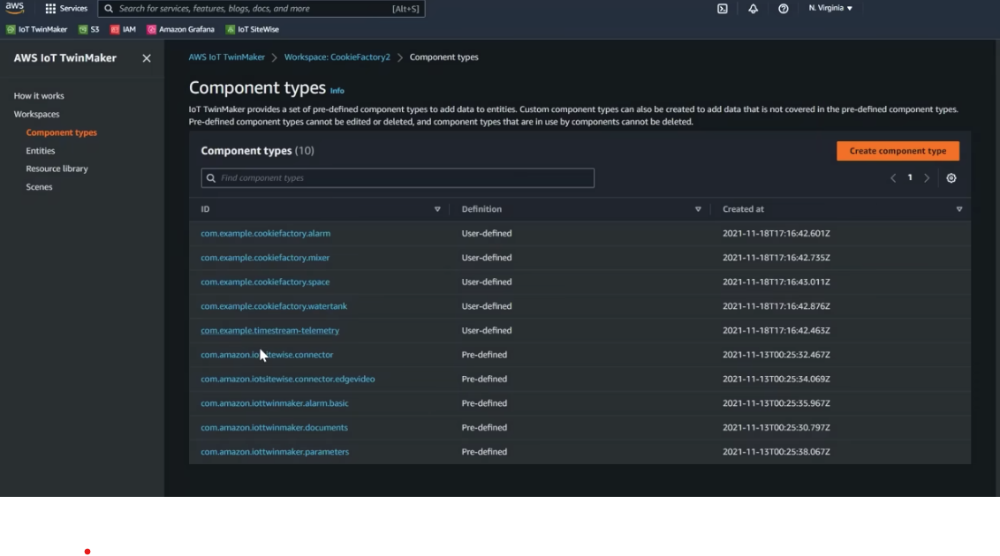 aws Services Search for services, features, blogs, docs, and more [Alt+S] N. Virginia
IoT TwinMaker S3 IAM Amazon Grafana IoT SiteWise
AWS IoT TwinMaker
How it works
Workspaces
Component types
Entities
Resource library
Scenes
AWS IoT TwinMaker > Workspace: CookieFactory2 > Component types
Component types Info
IoT TwinMaker provides a set of pre-defined component types to add data to entities. Custom component types can also be created to add data that is not covered in the pre-defined component types.
Pre-defined component types cannot be edited or deleted, and component types that are in use by components cannot be deleted.
Component types (10) Create component type
Find component types < 1 >
ID Definition Created at
com.example.cookiefactory.alarm User-defined 2021-11-18T17:16:42.601Z
com.example.cookiefactory.mixer User-defined 2021-11-18T17:16:42.735Z
com.example.cookiefactory.space User-defined 2021-11-18T17:16:43.011Z
com.example.cookiefactory.watertank User-defined 2021-11-18T17:16:42.876Z
com.example.timestream-telemetry User-defined 2021-11-18T17:16:42.463Z
com.amazon.iotsitewise.connector Pre-defined 2021-11-13T00:25:32.467Z
com.amazon.iotsitewise.connector.edgevideo Pre-defined 2021-11-13T00:25:34.069Z
com.amazon.iottwinmaker.alarm.basic Pre-defined 2021-11-13T00:25:35.967Z
com.amazon.iottwinmaker.documents Pre-defined 2021-11-13T00:25:30.797Z
com.amazon.iottwinmaker.parameters Pre-defined 2021-11-13T00:25:38.067Z